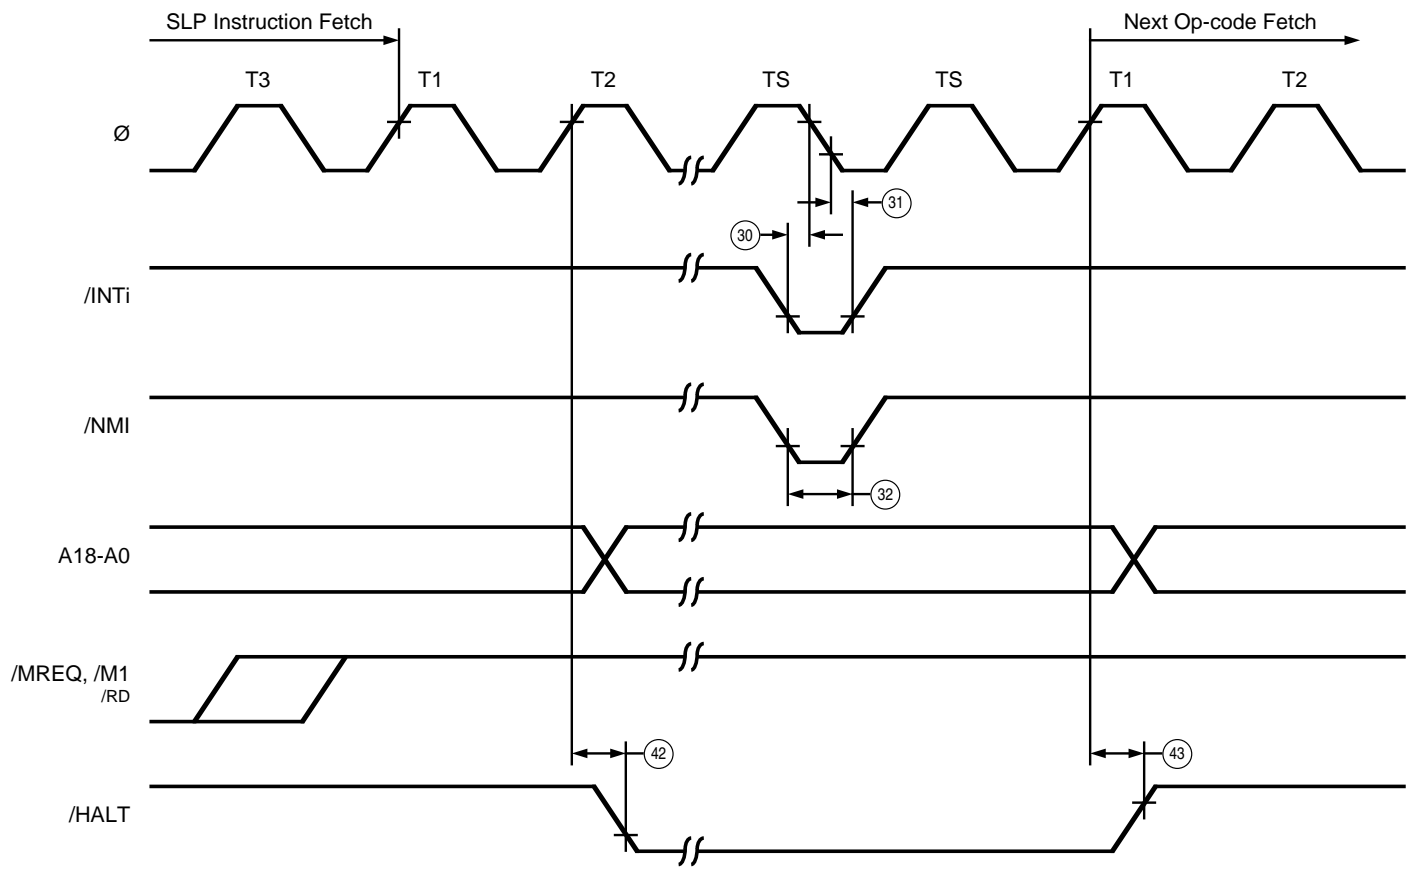 SLP Instruction Fetch
Next Op-code Fetch
T3 T1 T2 TS TS T1 T2
Ø
31
30
/INTi
/NMI
32
A18-A0
/MREQ, /M1
/RD
42
43
/HALT